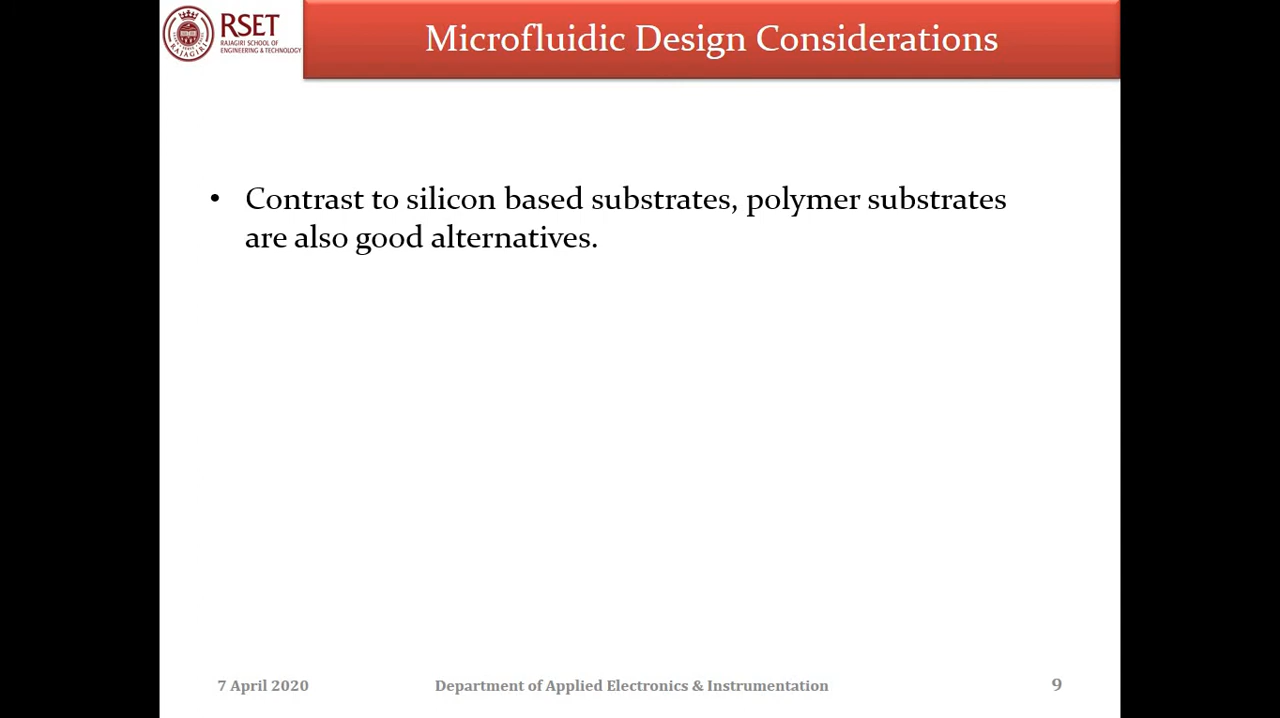 RSET
RAJAGIRI SCHOOL OF
ENGINEERING & TECHNOLOGY
Microfluidic Design Considerations
• Contrast to silicon based substrates, polymer substrates
are also good alternatives.
7 April 2020 Department of Applied Electronics & Instrumentation 9